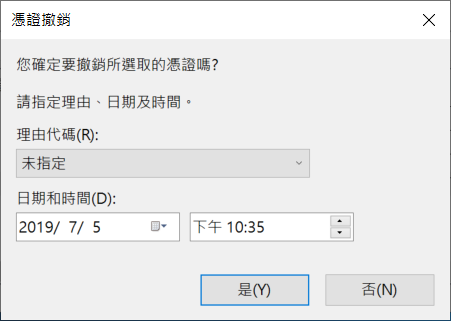 憑證撤銷
您確定要撤銷所選取的憑證嗎?
請指定理由、日期及時間。
理由代碼(R):
未指定
日期和時間(D):
2019/ 7/ 5
下午 10:35
是(Y)
否(N)